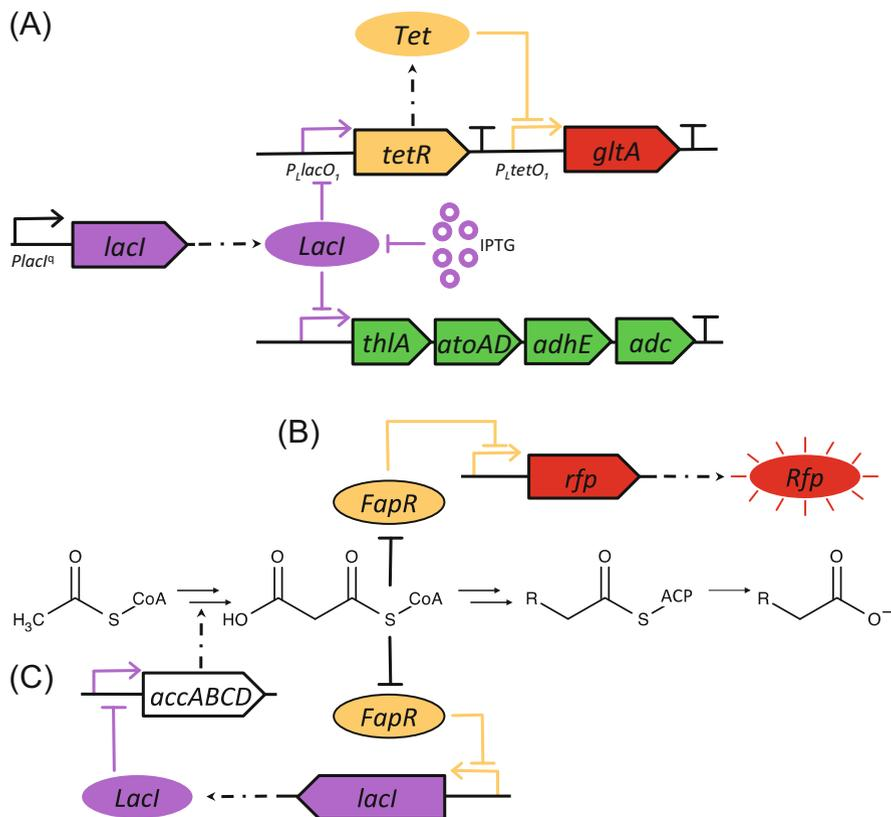 (A)
Tet
tetR
gltA
PLlacO1
PLtetO1
lacI
LacI
IPTG
PlacIq
thlA
atoAD
adhE
adc
(B)
FapR
rfp
Rfp
O
O
O
O
O
H3C
S
CoA
HO
S
CoA
R
S
ACP
R
O−
(C)
accABCD
FapR
LacI
lacI